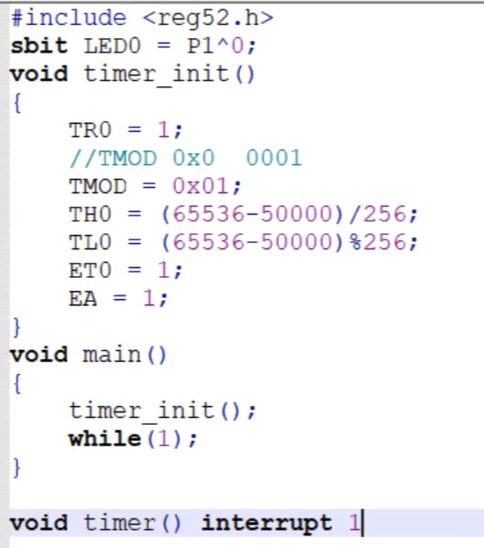 #include <reg52.h>
sbit LED0 = P1^0;
void timer_init()
{
    TR0 = 1;
    //TMOD 0x0  0001
    TMOD = 0x01;
    TH0 = (65536-50000)/256;
    TL0 = (65536-50000)%256;
    ET0 = 1;
    EA = 1;
}
void main()
{
    timer_init();
    while(1);
}
void timer() interrupt 1